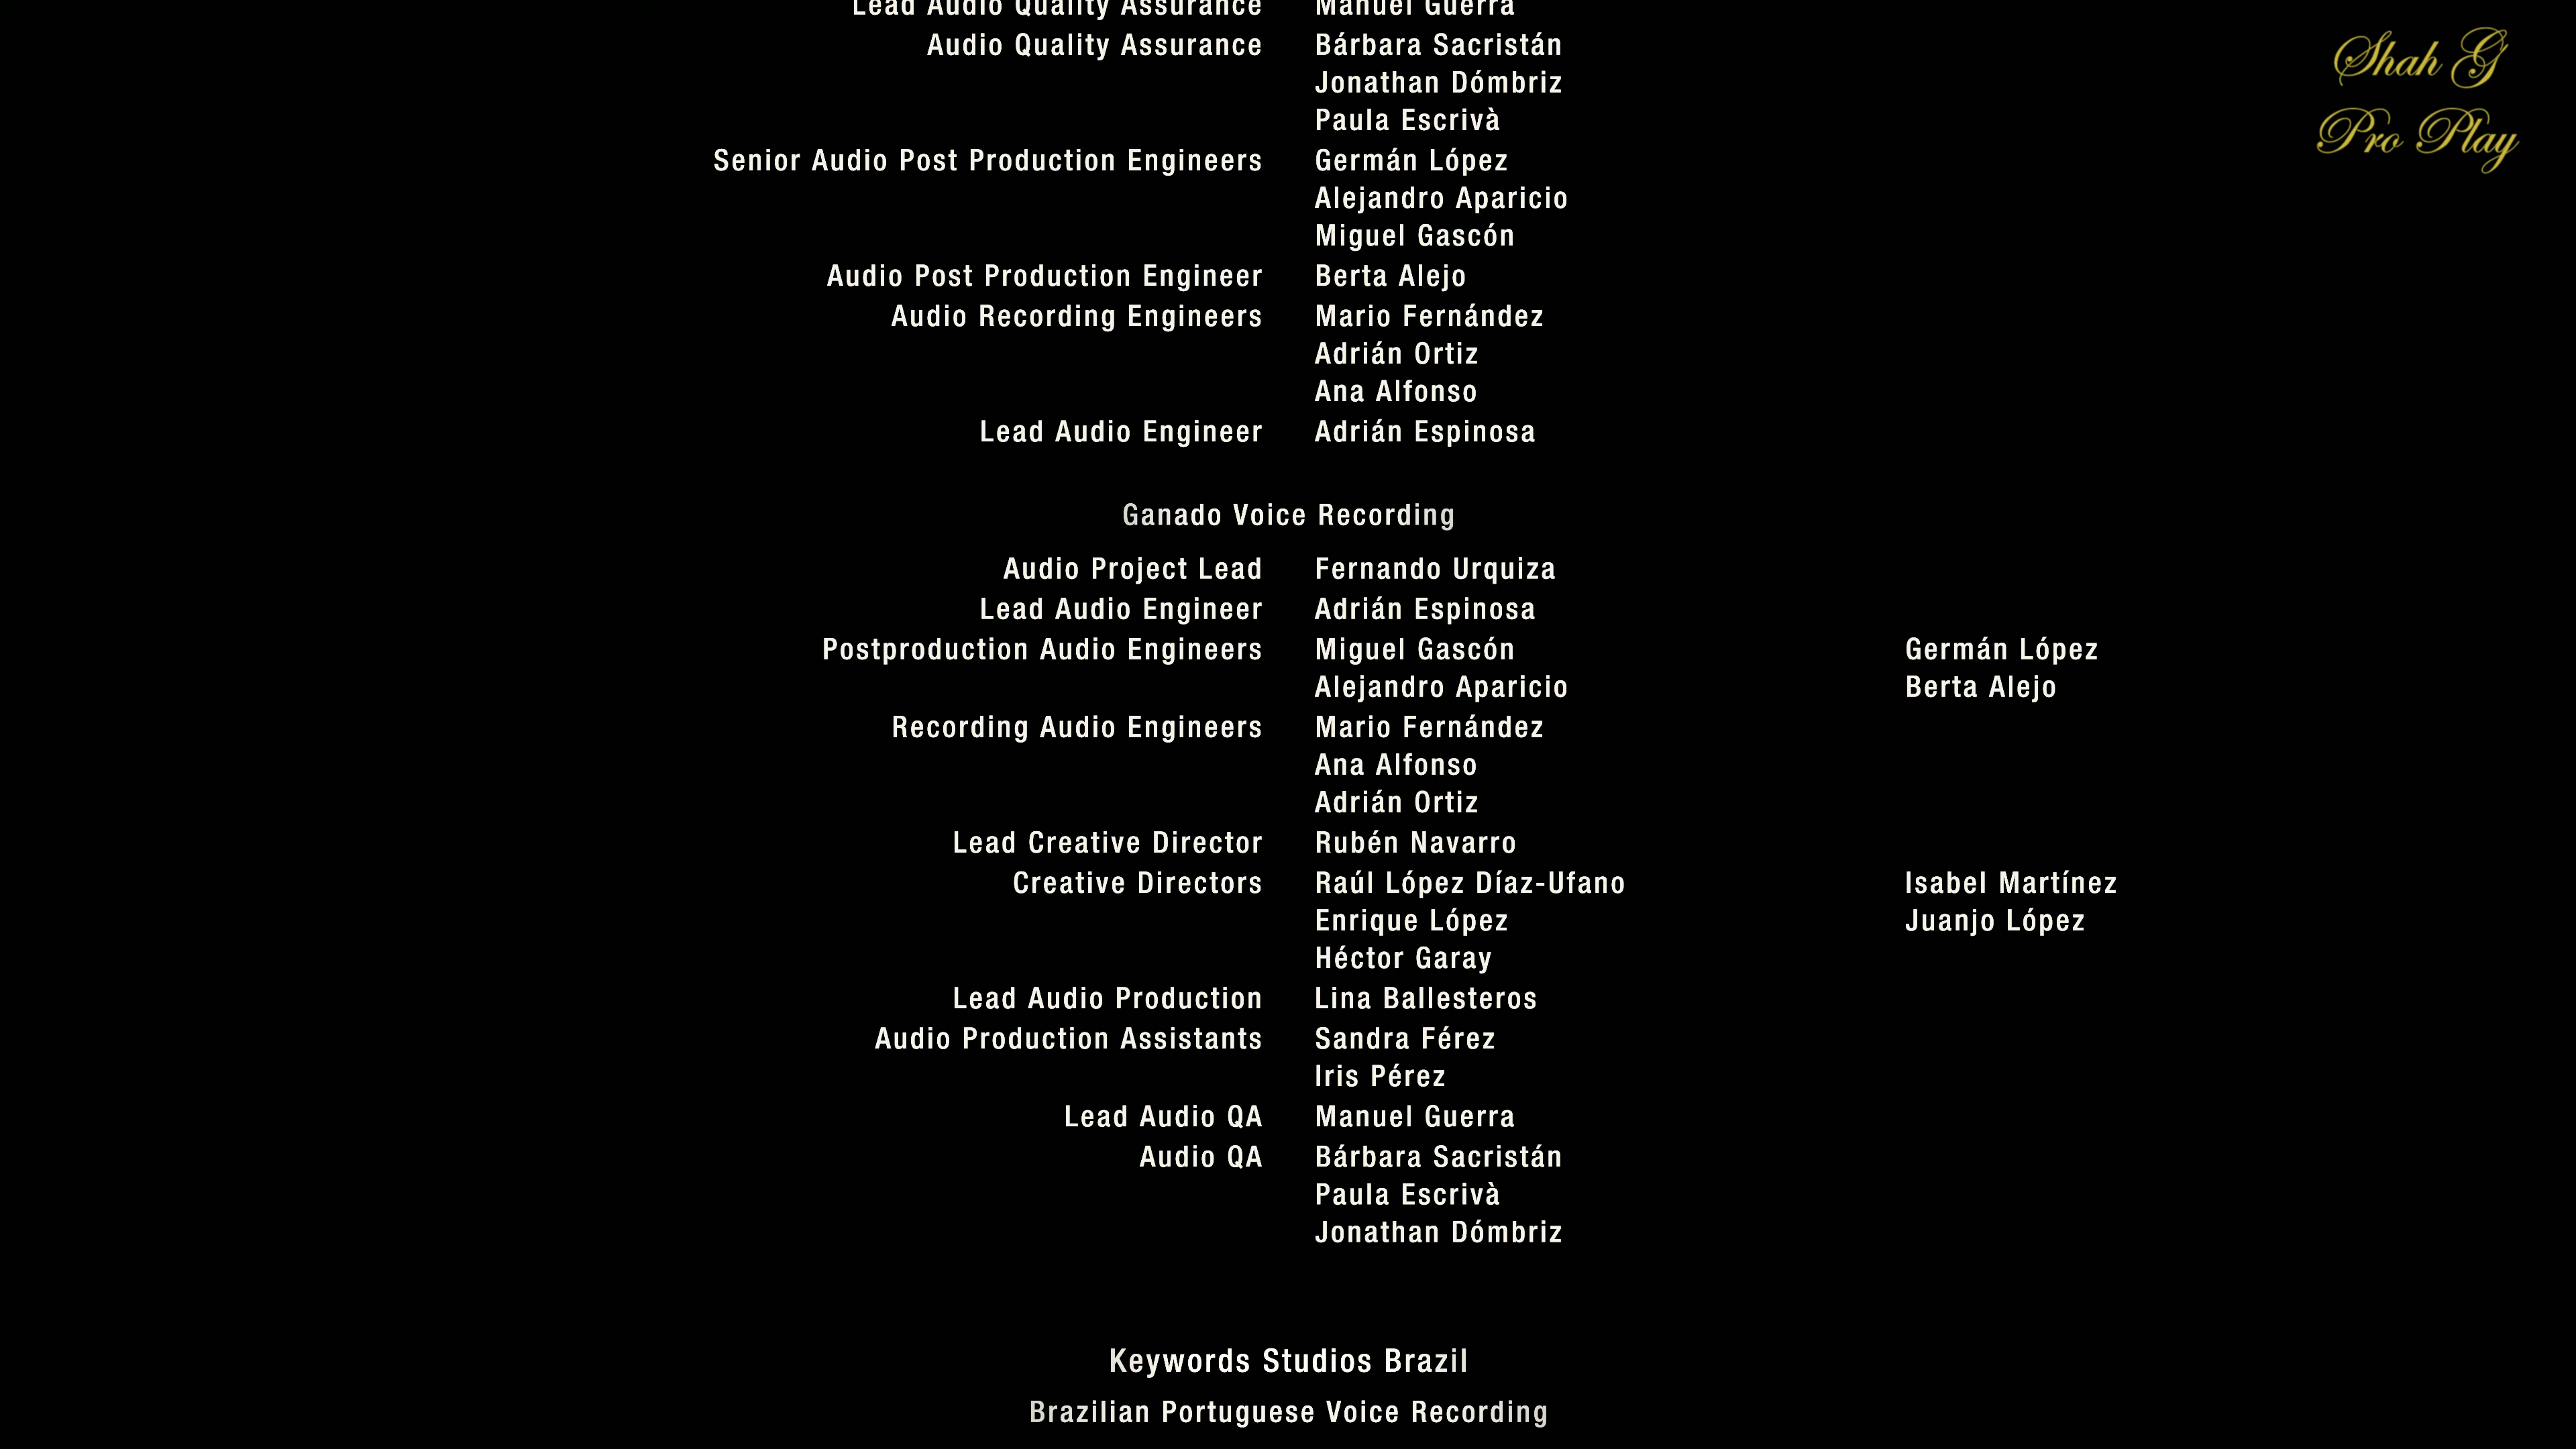 Lead Audio Quality Assurance Manuel Guerra
Audio Quality Assurance Bárbara Sacristán
Jonathan Dómbriz
Paula Escrivà
Senior Audio Post Production Engineers Germán López
Alejandro Aparicio
Miguel Gascón
Audio Post Production Engineer Berta Alejo
Audio Recording Engineers Mario Fernández
Adrián Ortiz
Ana Alfonso
Lead Audio Engineer Adrián Espinosa
Ganado Voice Recording
Audio Project Lead Fernando Urquiza
Lead Audio Engineer Adrián Espinosa
Postproduction Audio Engineers Miguel Gascón Germán López
Alejandro Aparicio Berta Alejo
Recording Audio Engineers Mario Fernández
Ana Alfonso
Adrián Ortiz
Lead Creative Director Rubén Navarro
Creative Directors Raúl López Díaz-Ufano Isabel Martínez
Enrique López Juanjo López
Héctor Garay
Lead Audio Production Lina Ballesteros
Audio Production Assistants Sandra Férez
Iris Pérez
Lead Audio QA Manuel Guerra
Audio QA Bárbara Sacristán
Paula Escrivà
Jonathan Dómbriz
Keywords Studios Brazil
Brazilian Portuguese Voice Recording
Shah G
Pro Play